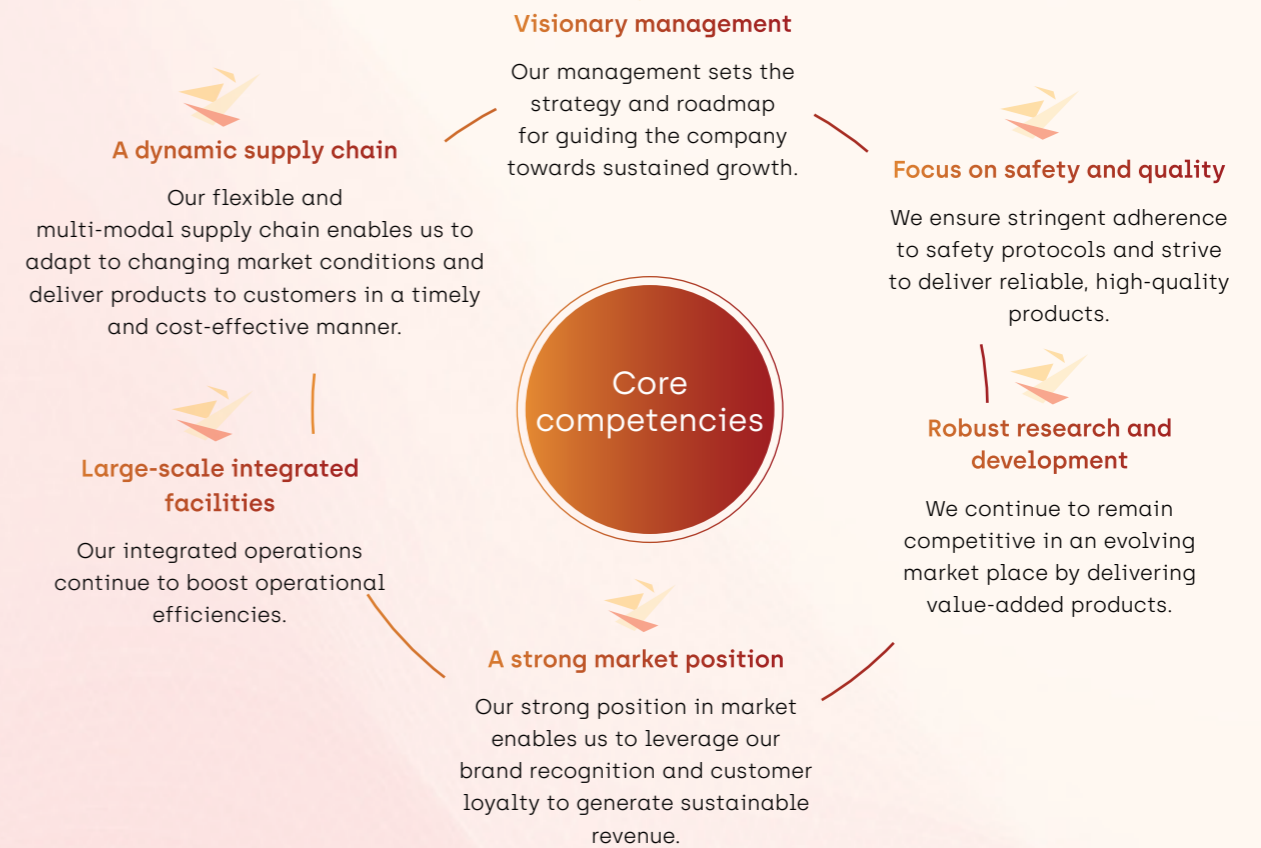 Visionary management
Our management sets the
strategy and roadmap
for guiding the company
towards sustained growth.
A dynamic supply chain
Our flexible and
multi-modal supply chain enables us to
adapt to changing market conditions and
deliver products to customers in a timely
and cost-effective manner.
Focus on safety and quality
We ensure stringent adherence
to safety protocols and strive
to deliver reliable, high-quality
products.
Core
competencies
Large-scale integrated
facilities
Our integrated operations
continue to boost operational
efficiencies.
Robust research and
development
We continue to remain
competitive in an evolving
market place by delivering
value-added products.
A strong market position
Our strong position in market
enables us to leverage our
brand recognition and customer
loyalty to generate sustainable
revenue.